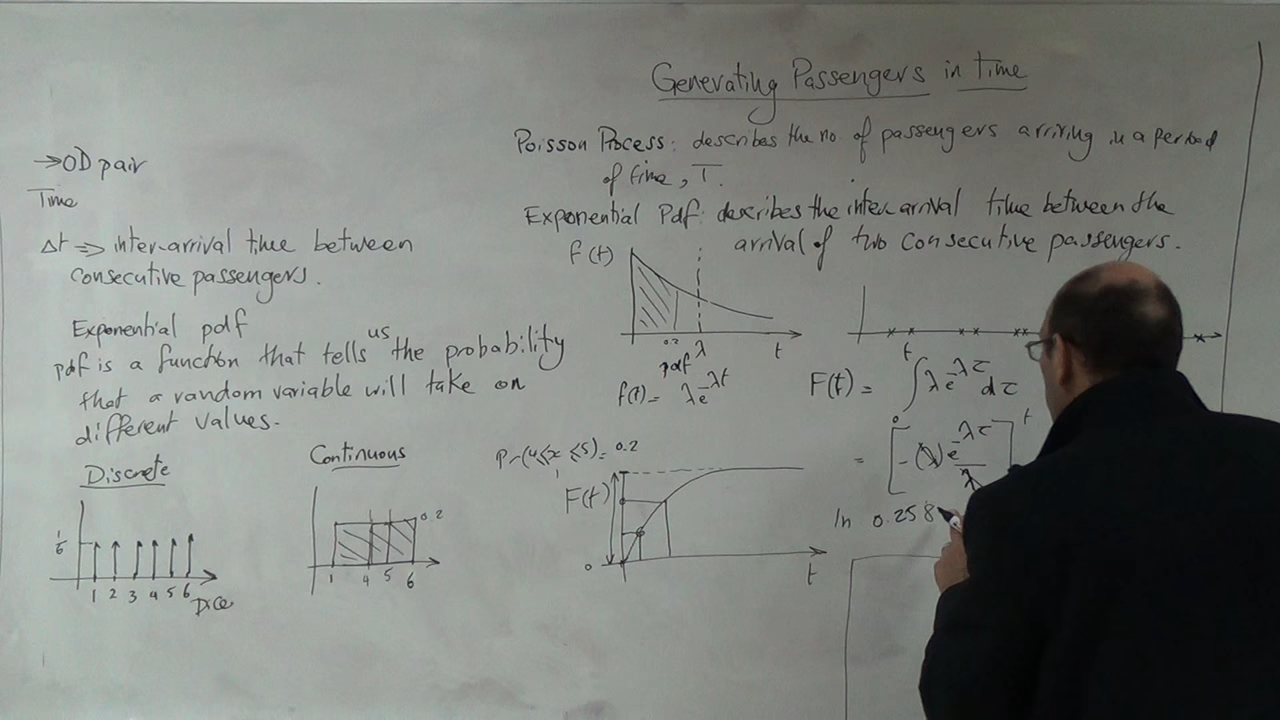 Generating Passengers in time
Poisson Process: describes the no. of passengers arriving in a period
of time, T.
Exponential Pdf: describes the inter-arrival time between the
arrival of two consecutive passengers.
→OD pair
Time
Δt ⇒ inter-arrival time between
consecutive passengers.
Exponential pdf
pdf is a function that tells us the probability
that a random variable will take on
different values.
Discrete
1/6
1 2 3 4 5 6
Dice
Continuous
0.2
1 4 5 6
f(t)
0.2 λ t
pdf
f(t) = λe^-λt
Pr(4≤x≤5)=0.2
1
F(t)
0
t
F(t) = ∫₀^t λe^-λτ dτ
= [-(λ)e^-λτ/λ]^t
ln 0.258